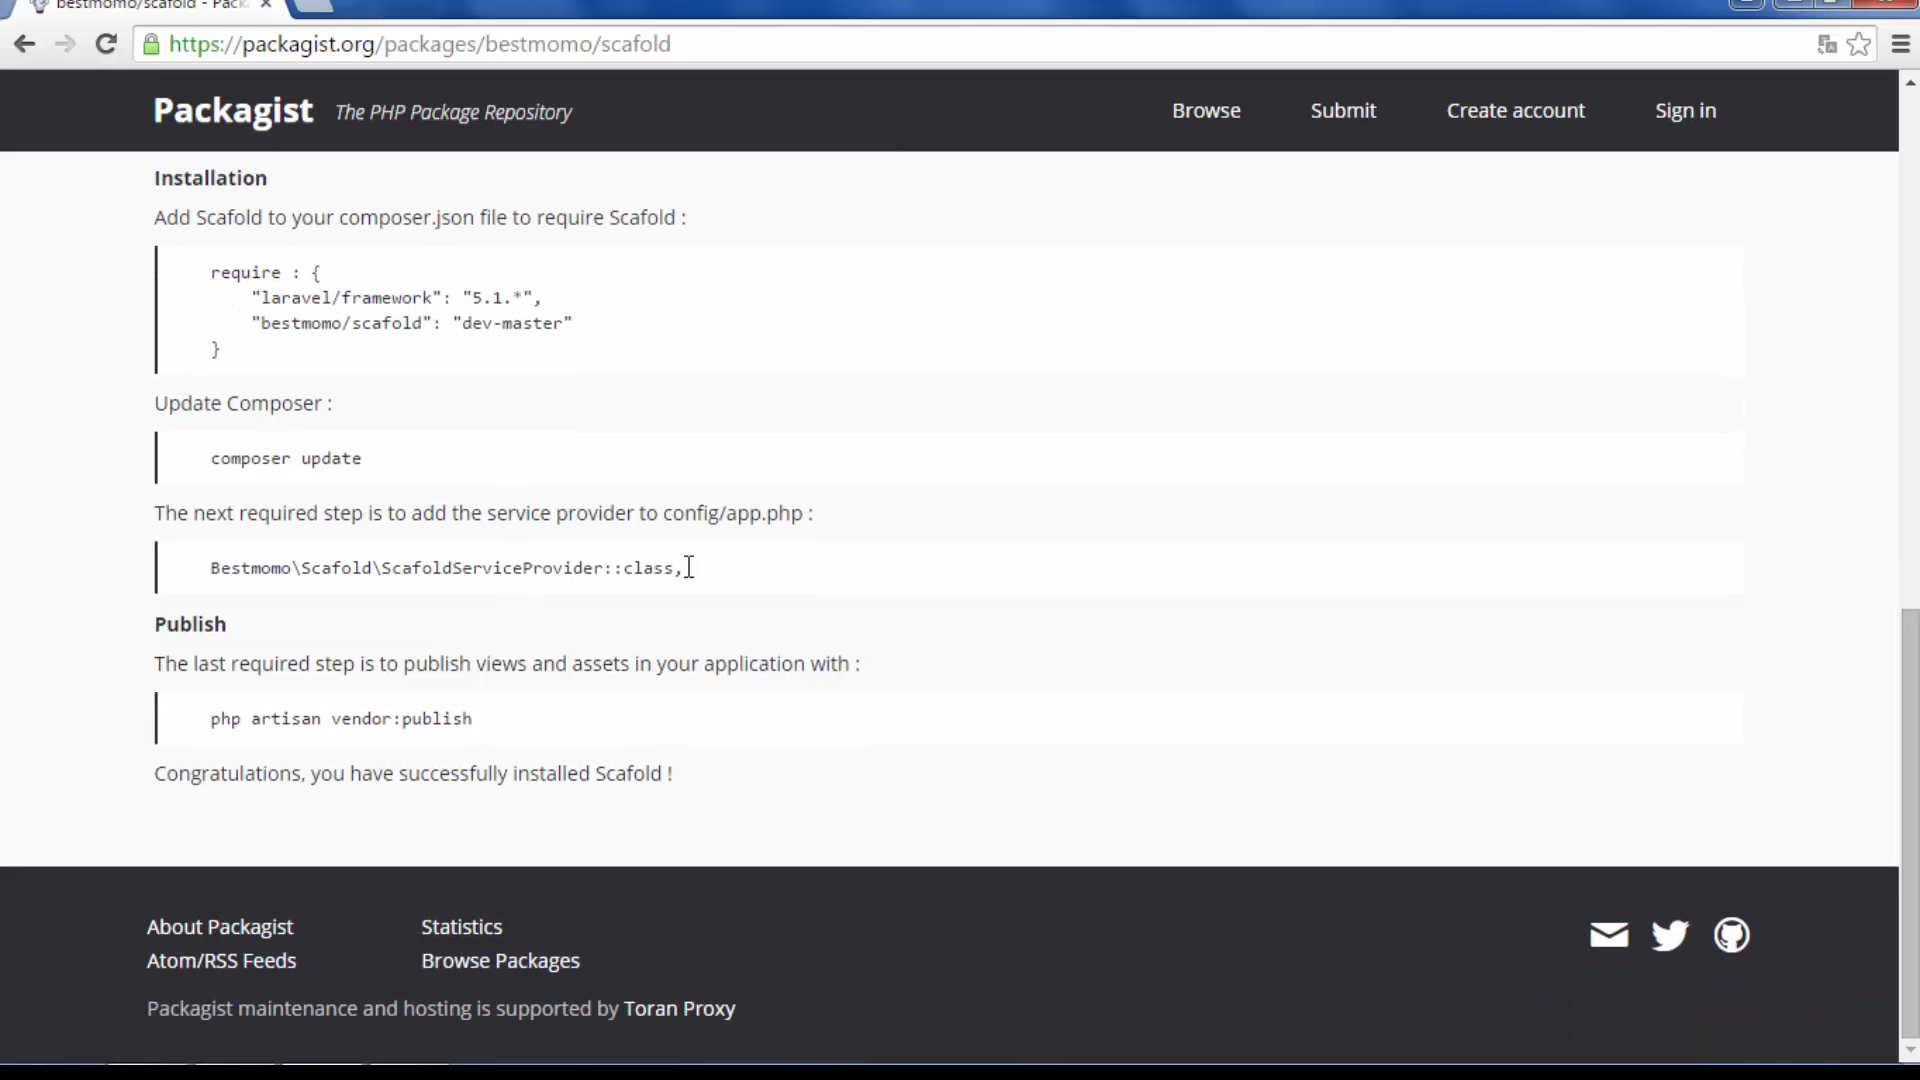 bestmomo/scafold - Pack
https://packagist.org/packages/bestmomo/scafold
Packagist The PHP Package Repository Browse Submit Create account Sign in
Installation
Add Scafold to your composer.json file to require Scafold :
require : {
"laravel/framework": "5.1.*",
"bestmomo/scafold": "dev-master"
}
Update Composer :
composer update
The next required step is to add the service provider to config/app.php :
Bestmomo\Scafold\ScafoldServiceProvider::class,
Publish
The last required step is to publish views and assets in your application with :
php artisan vendor:publish
Congratulations, you have successfully installed Scafold !
About Packagist Statistics
Atom/RSS Feeds Browse Packages
Packagist maintenance and hosting is supported by Toran Proxy